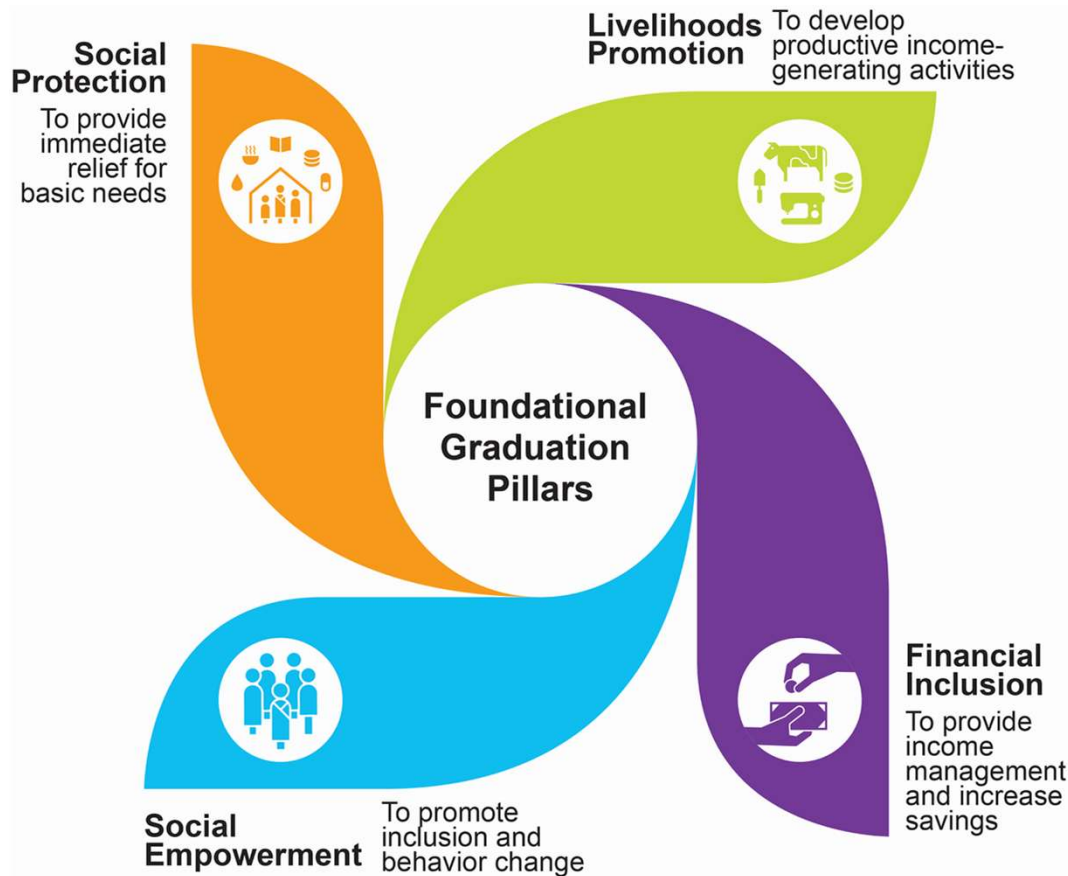 Social
Protection
To provide
immediate
relief for
basic needs
Livelihoods
Promotion
To develop
productive income-
generating activities
Foundational
Graduation
Pillars
Financial
Inclusion
To provide
income
management
and increase
savings
Social
Empowerment
To promote
inclusion and
behavior change